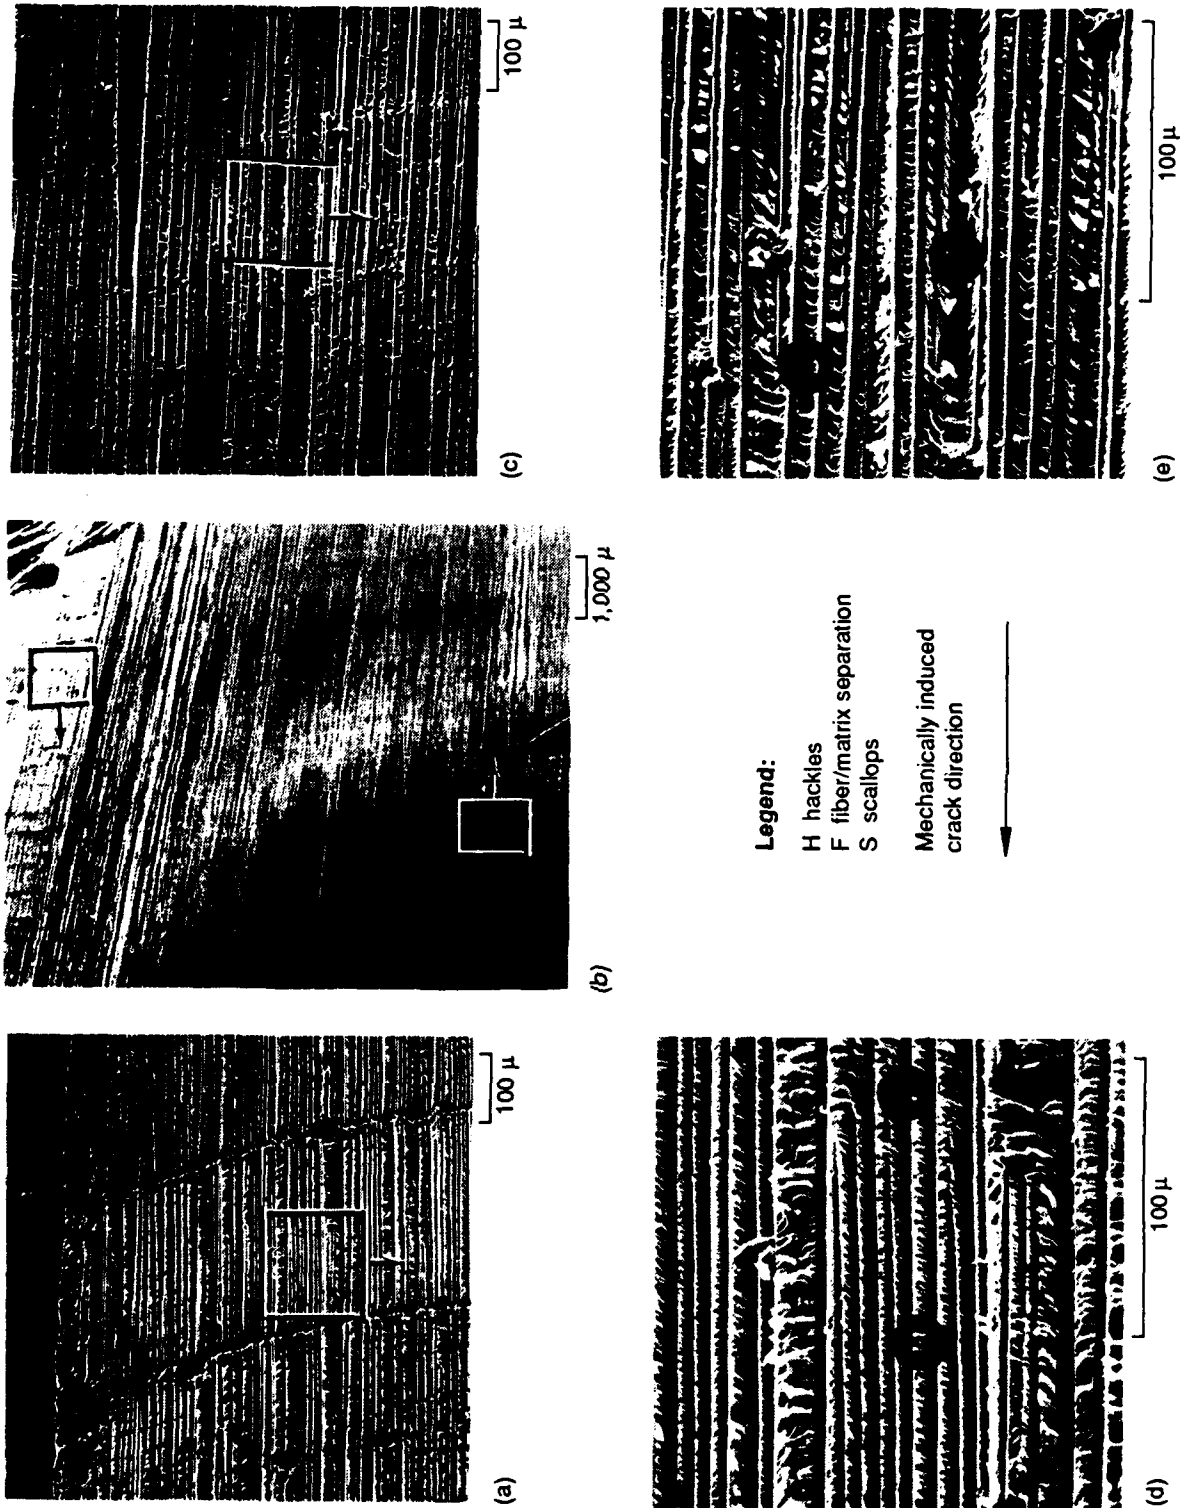 (c)
100 μ
(b)
1,000 μ
(a)
100 μ
(e)
100 μ
Legend:
H hackles
F fiber/matrix separation
S scallops
Mechanically induced
crack direction
(d)
100 μ